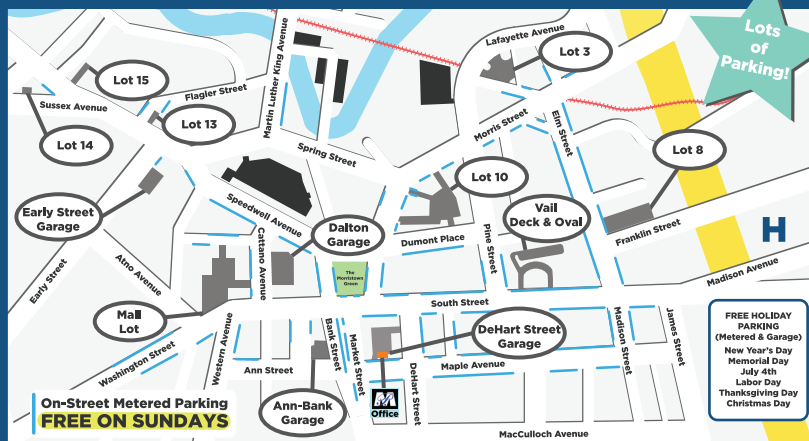 Lots
of
Parking!
Lafayette Avenue
Lot 3
Lot 15
Flagler Street
Martin Luther King Avenue
Sussex Avenue
Lot 13
Lot 14
Morris Street
Elm Street
Spring Street
Lot 8
Lot 10
Early Street
Garage
Speedwell Avenue
Vail
Deck & Oval
Dalton
Garage
Franklin Street
H
Cattano Avenue
Dumont Place
Pine Street
Early Street
Atno Avenue
The
Morristown
Green
Madison Avenue
South Street
Mall
Lot
Washington Street
Western Avenue
Bank Street
Market Street
DeHart Street
Garage
Madison Street
James Street
Ann Street
DeHart Street
Maple Avenue
M
Office
Ann-Bank
Garage
MacCulloch Avenue
On-Street Metered Parking
FREE ON SUNDAYS
FREE HOLIDAY
PARKING
(Metered & Garage)
New Year's Day
Memorial Day
July 4th
Labor Day
Thanksgiving Day
Christmas Day